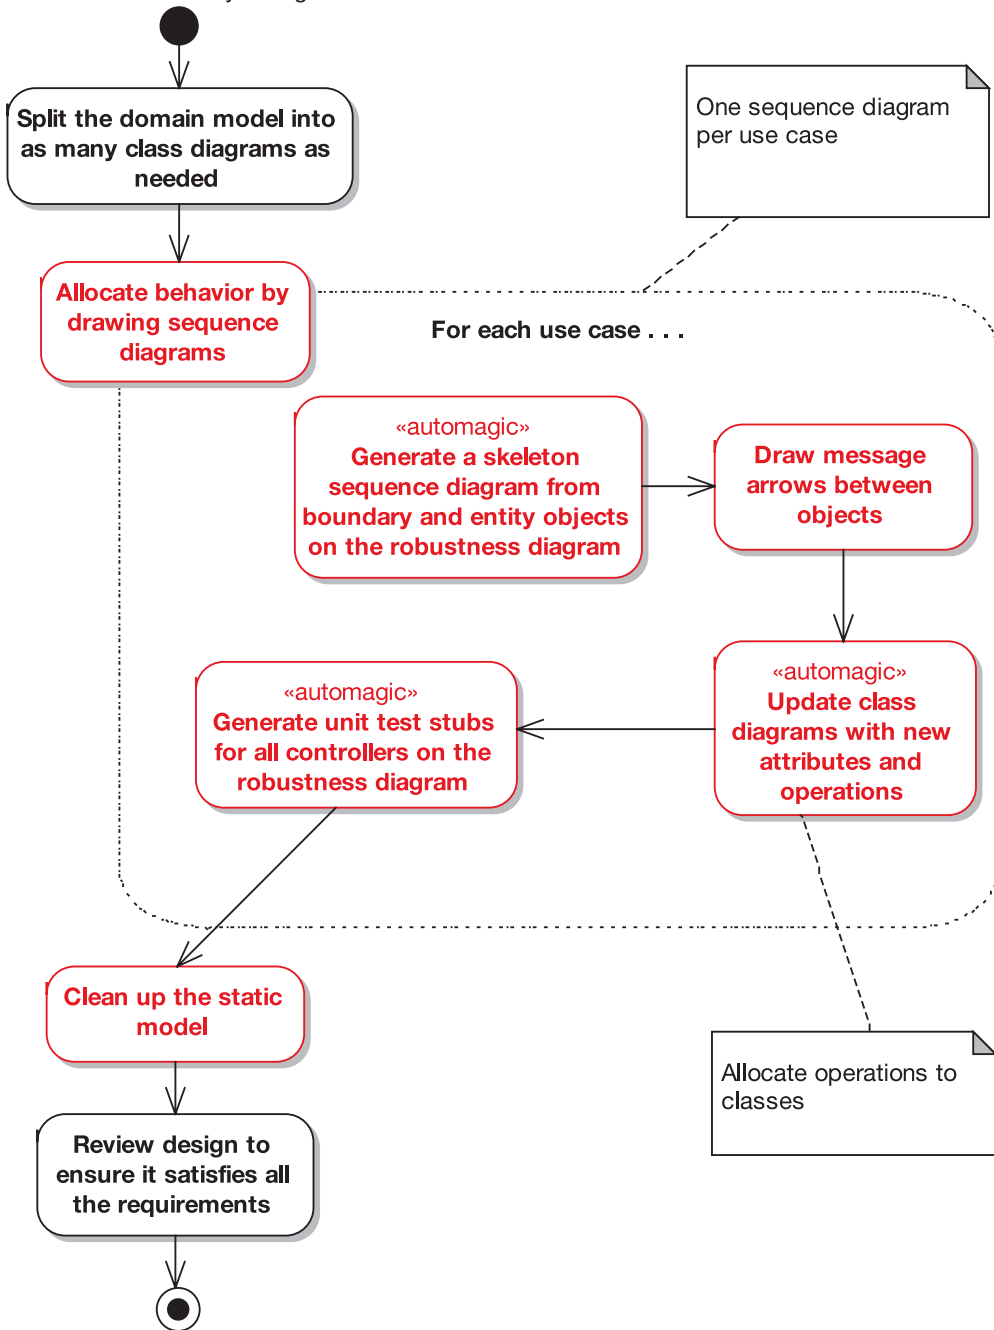 Split the domain model into
as many class diagrams as
needed
One sequence diagram
per use case
Allocate behavior by
drawing sequence
diagrams
For each use case . . .
«automagic»
Generate a skeleton
sequence diagram from
boundary and entity objects
on the robustness diagram
Draw message
arrows between
objects
«automagic»
Update class
diagrams with new
attributes and
operations
«automagic»
Generate unit test stubs
for all controllers on the
robustness diagram
Clean up the static
model
Allocate operations to
classes
Review design to
ensure it satisfies all
the requirements